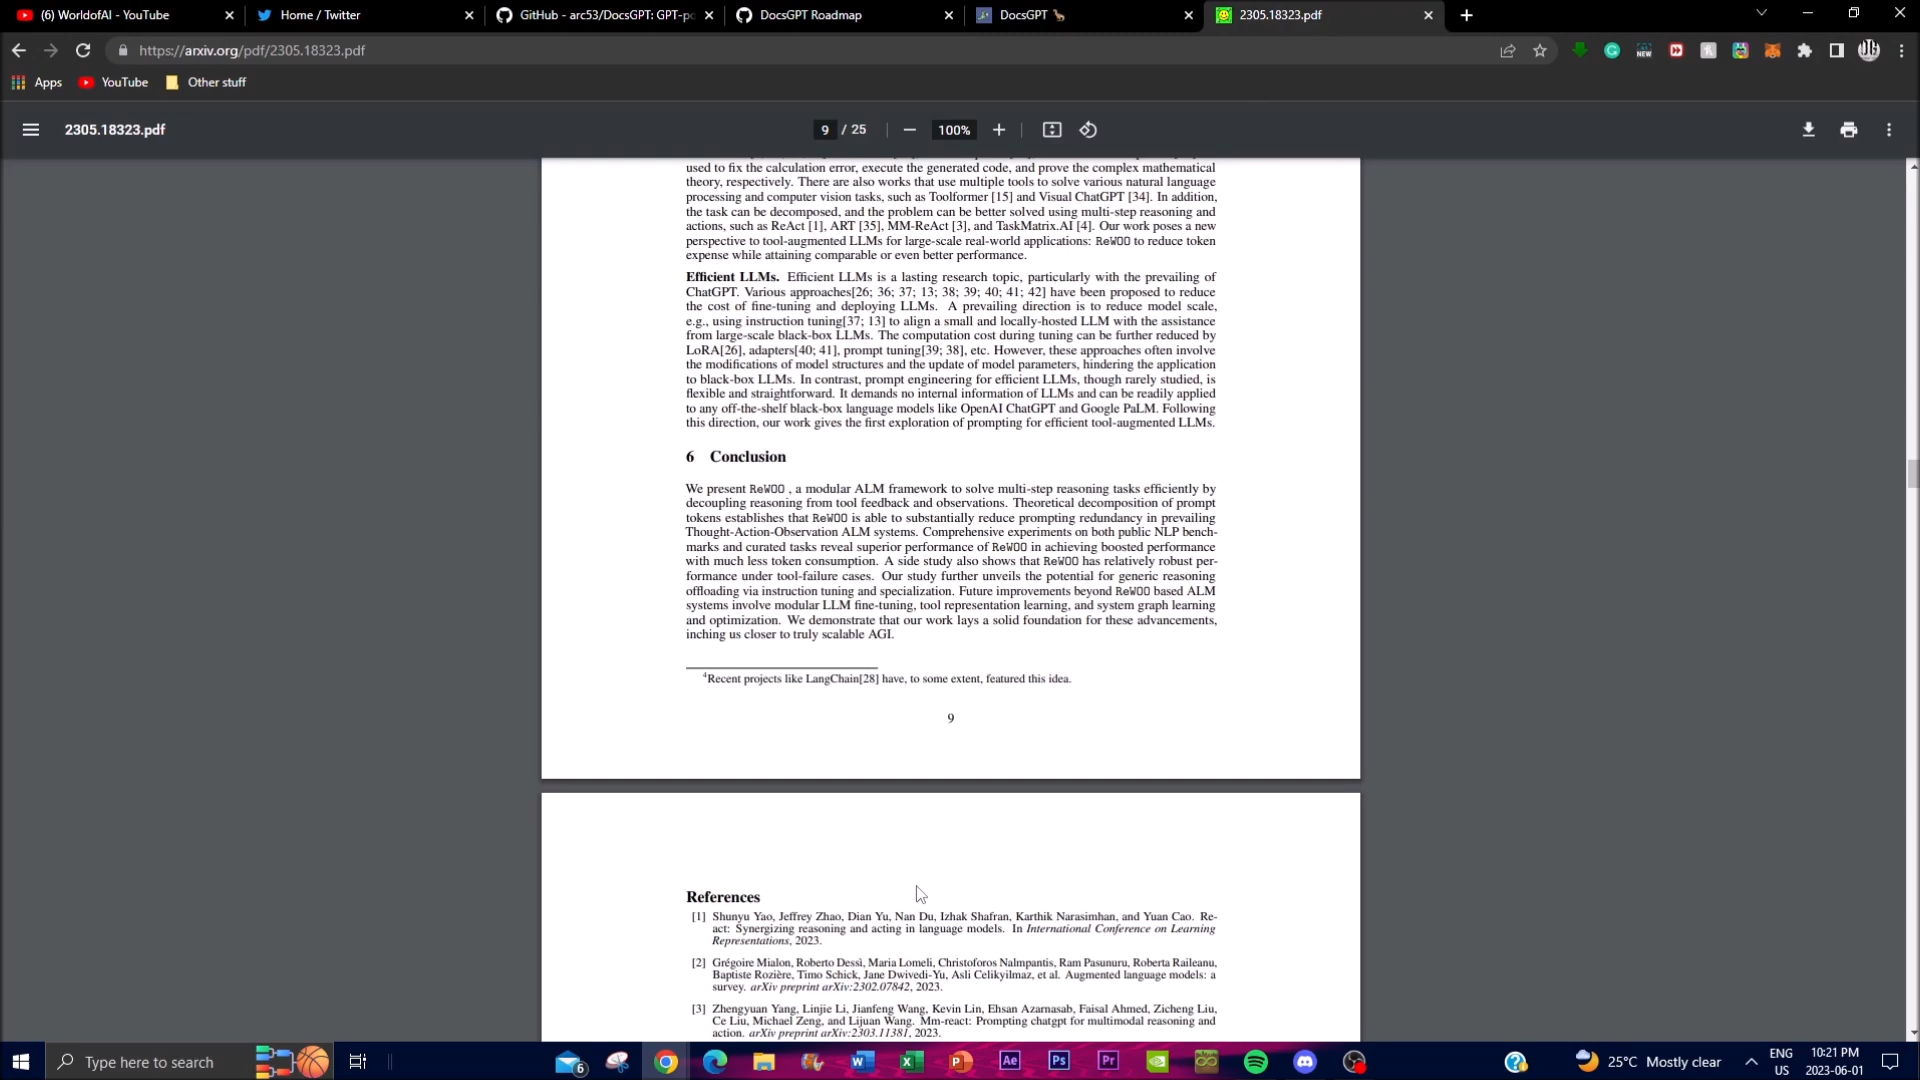 (6) WorldofAI - YouTube
Home / Twitter
GitHub - arc53/DocsGPT: GPT-po
DocsGPT Roadmap
DocsGPT
2305.18323.pdf
https://arxiv.org/pdf/2305.18323.pdf
Apps
YouTube
Other stuff
2305.18323.pdf
9 / 25
100%
used to fix the calculation error, execute the generated code, and prove the complex mathematical
theory, respectively. There are also works that use multiple tools to solve various natural language
processing and computer vision tasks, such as Toolformer [15] and Visual ChatGPT [34]. In addition,
the task can be decomposed, and the problem can be better solved using multi-step reasoning and
actions, such as ReAct [1], ART [35], MM-ReAct [3], and TaskMatrix.AI [4]. Our work poses a new
perspective to tool-augmented LLMs for large-scale real-world applications: ReWOO to reduce token
expense while attaining comparable or even better performance.
Efficient LLMs. Efficient LLMs is a lasting research topic, particularly with the prevailing of
ChatGPT. Various approaches[26; 36; 37; 13; 38; 39; 40; 41; 42] have been proposed to reduce
the cost of fine-tuning and deploying LLMs. A prevailing direction is to reduce model scale,
e.g., using instruction tuning[37; 13] to align a small and locally-hosted LLM with the assistance
from large-scale black-box LLMs. The computation cost during tuning can be further reduced by
LoRA[26], adapters[40; 41], prompt tuning[39; 38], etc. However, these approaches often involve
the modifications of model structures and the update of model parameters, hindering the application
to black-box LLMs. In contrast, prompt engineering for efficient LLMs, though rarely studied, is
flexible and straightforward. It demands no internal information of LLMs and can be readily applied
to any off-the-shelf black-box language models like OpenAI ChatGPT and Google PaLM. Following
this direction, our work gives the first exploration of prompting for efficient tool-augmented LLMs.
6 Conclusion
We present ReWOO , a modular ALM framework to solve multi-step reasoning tasks efficiently by
decoupling reasoning from tool feedback and observations. Theoretical decomposition of prompt
tokens establishes that ReWOO is able to substantially reduce prompting redundancy in prevailing
Thought-Action-Observation ALM systems. Comprehensive experiments on both public NLP bench-
marks and curated tasks reveal superior performance of ReWOO in achieving boosted performance
with much less token consumption. A side study also shows that ReWOO has relatively robust per-
formance under tool-failure cases. Our study further unveils the potential for generic reasoning
offloading via instruction tuning and specialization. Future improvements beyond ReWOO based ALM
systems involve modular LLM fine-tuning, tool representation learning, and system graph learning
and optimization. We demonstrate that our work lays a solid foundation for these advancements,
inching us closer to truly scalable AGI.
4Recent projects like LangChain[28] have, to some extent, featured this idea.
9
References
[1] Shunyu Yao, Jeffrey Zhao, Dian Yu, Nan Du, Izhak Shafran, Karthik Narasimhan, and Yuan Cao. Re-
act: Synergizing reasoning and acting in language models. In International Conference on Learning
Representations, 2023.
[2] Grégoire Mialon, Roberto Dessì, Maria Lomeli, Christoforos Nalmpantis, Ram Pasunuru, Roberta Raileanu,
Baptiste Rozière, Timo Schick, Jane Dwivedi-Yu, Asli Celikyilmaz, et al. Augmented language models: a
survey. arXiv preprint arXiv:2302.07842, 2023.
[3] Zhengyuan Yang, Linjie Li, Jianfeng Wang, Kevin Lin, Ehsan Azarnasab, Faisal Ahmed, Zicheng Liu,
Ce Liu, Michael Zeng, and Lijuan Wang. Mm-react: Prompting chatgpt for multimodal reasoning and
action. arXiv preprint arXiv:2303.11381, 2023.
Type here to search
25°C Mostly clear
ENG
US
10:21 PM
2023-06-01